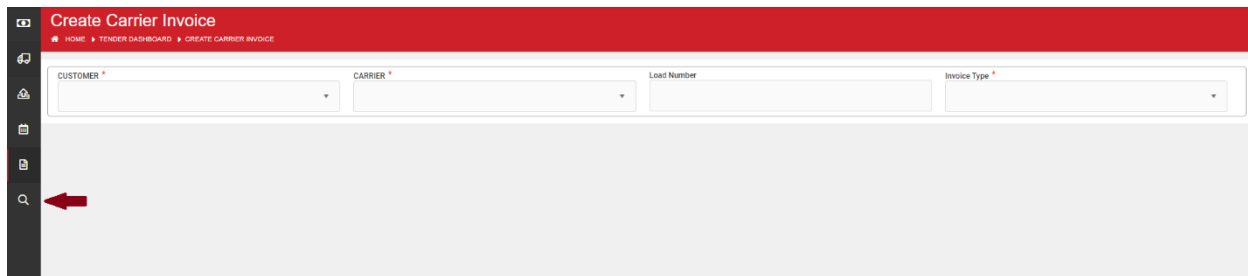 Create Carrier Invoice
HOME TENDER DASHBOARD CREATE CARRIER INVOICE
CUSTOMER * CARRIER * Load Number Invoice Type *